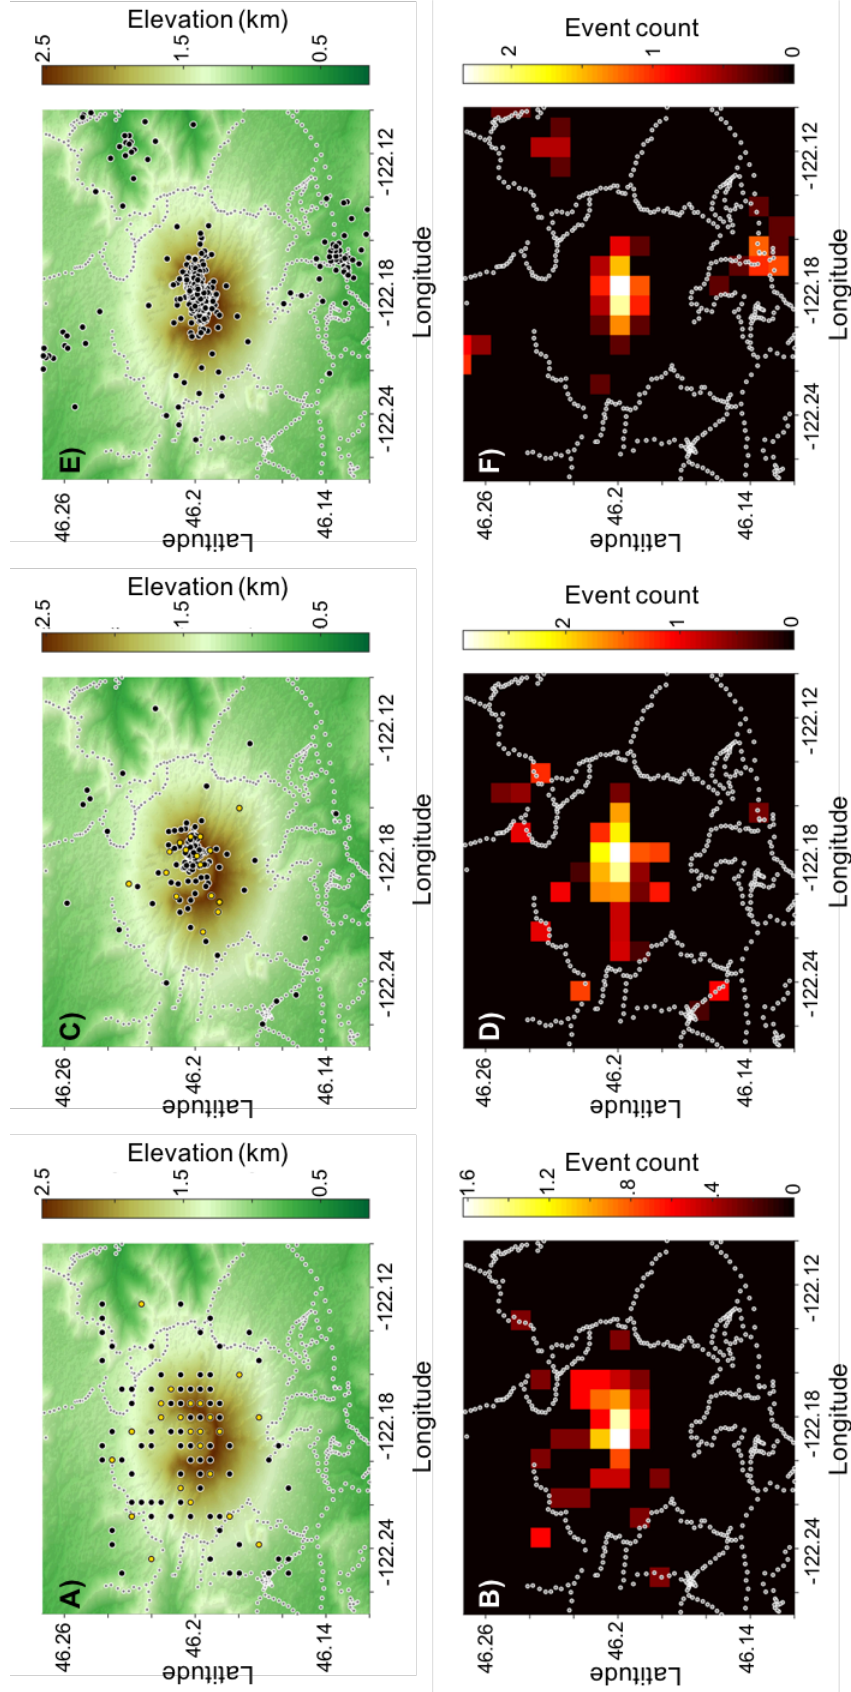 A)
46.26
46.2
46.14
Latitude
-122.24
-122.18
-122.12
Longitude
2.5
1.5
0.5
Elevation (km)
C)
46.26
46.2
46.14
Latitude
-122.24
-122.18
-122.12
Longitude
2.5
1.5
0.5
Elevation (km)
E)
46.26
46.2
46.14
Latitude
-122.24
-122.18
-122.12
Longitude
2.5
1.5
0.5
Elevation (km)
B)
46.26
46.2
46.14
Latitude
-122.24
-122.18
-122.12
Longitude
1.6
1.2
.8
.4
0
Event count
D)
46.26
46.2
46.14
Latitude
-122.24
-122.18
-122.12
Longitude
2
1
0
Event count
F)
46.26
46.2
46.14
Latitude
-122.24
-122.18
-122.12
Longitude
2
1
0
Event count